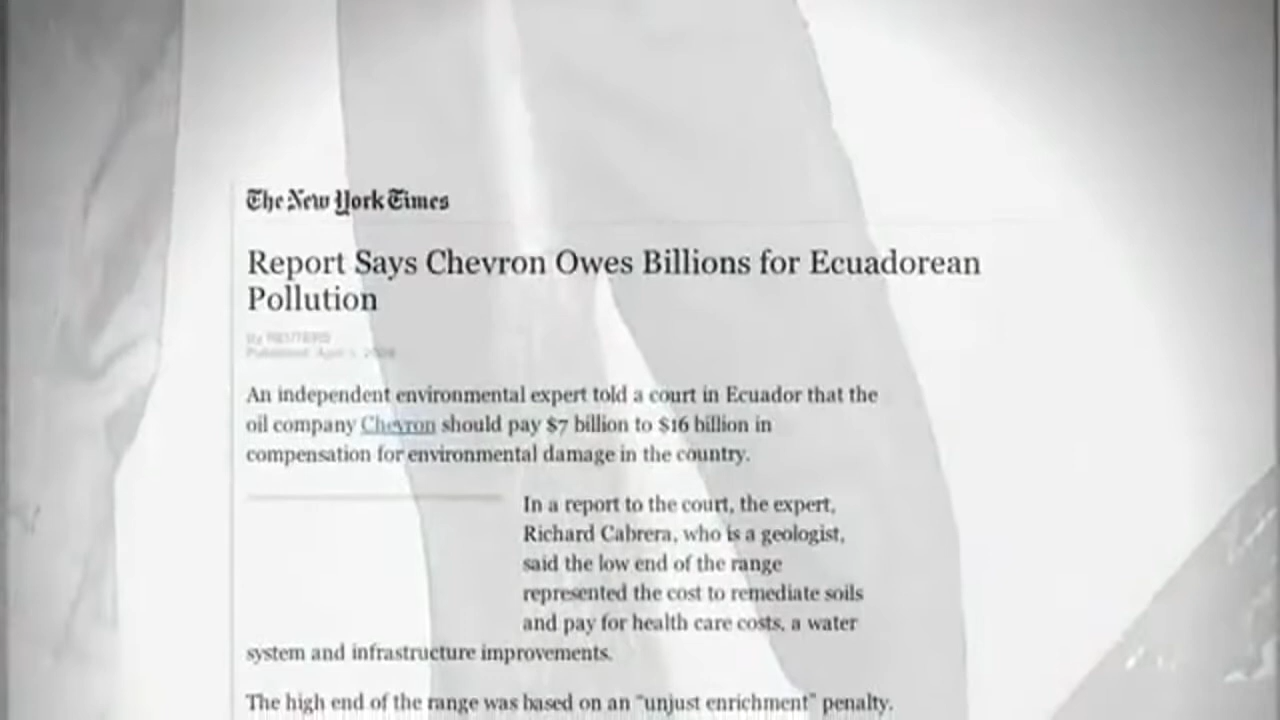 The New York Times
Report Says Chevron Owes Billions for Ecuadorean
Pollution
By REUTERS
Published: April
An independent environmental expert told a court in Ecuador that the
oil company Chevron should pay $7 billion to $16 billion in
compensation for environmental damage in the country.
In a report to the court, the expert,
Richard Cabrera, who is a geologist,
said the low end of the range
represented the cost to remediate soils
and pay for health care costs, a water
system and infrastructure improvements.
The high end of the range was based on an “unjust enrichment” penalty.